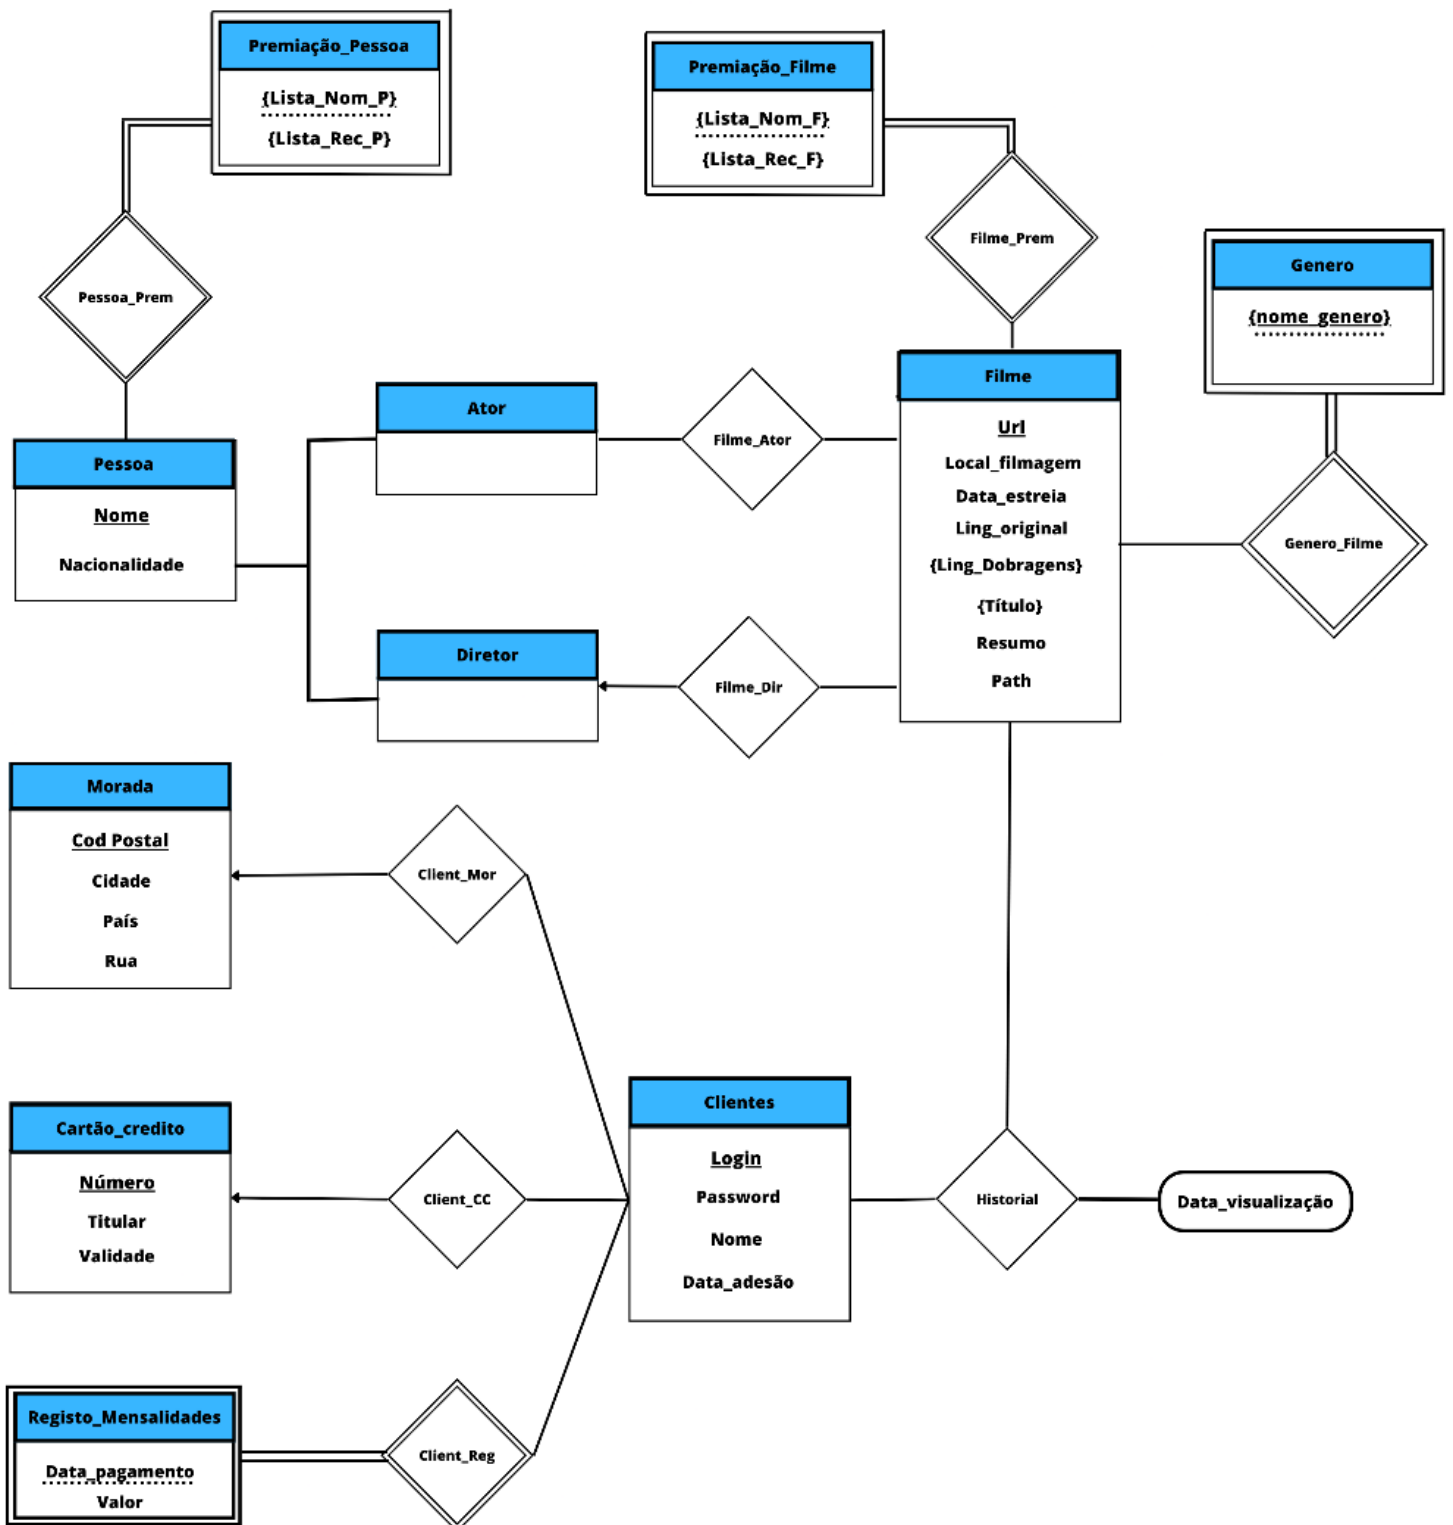 Premiação_Pessoa
{Lista_Nom_P}
{Lista_Rec_P}
Premiação_Filme
{Lista_Nom_F}
{Lista_Rec_F}
Filme_Prem
Pessoa_Prem
Genero
{nome_genero}
Pessoa
Nome
Nacionalidade
Ator
Filme_Ator
Filme
Url
Local_filmagem
Data_estreia
Ling_original
{Ling_Dobragens}
{Título}
Resumo
Path
Genero_Filme
Diretor
Filme_Dir
Morada
Cod Postal
Cidade
País
Rua
Client_Mor
Cartão_credito
Número
Titular
Validade
Client_CC
Clientes
Login
Password
Nome
Data_adesão
Historial
Data_visualização
Registo_Mensalidades
Data_pagamento
Valor
Client_Reg